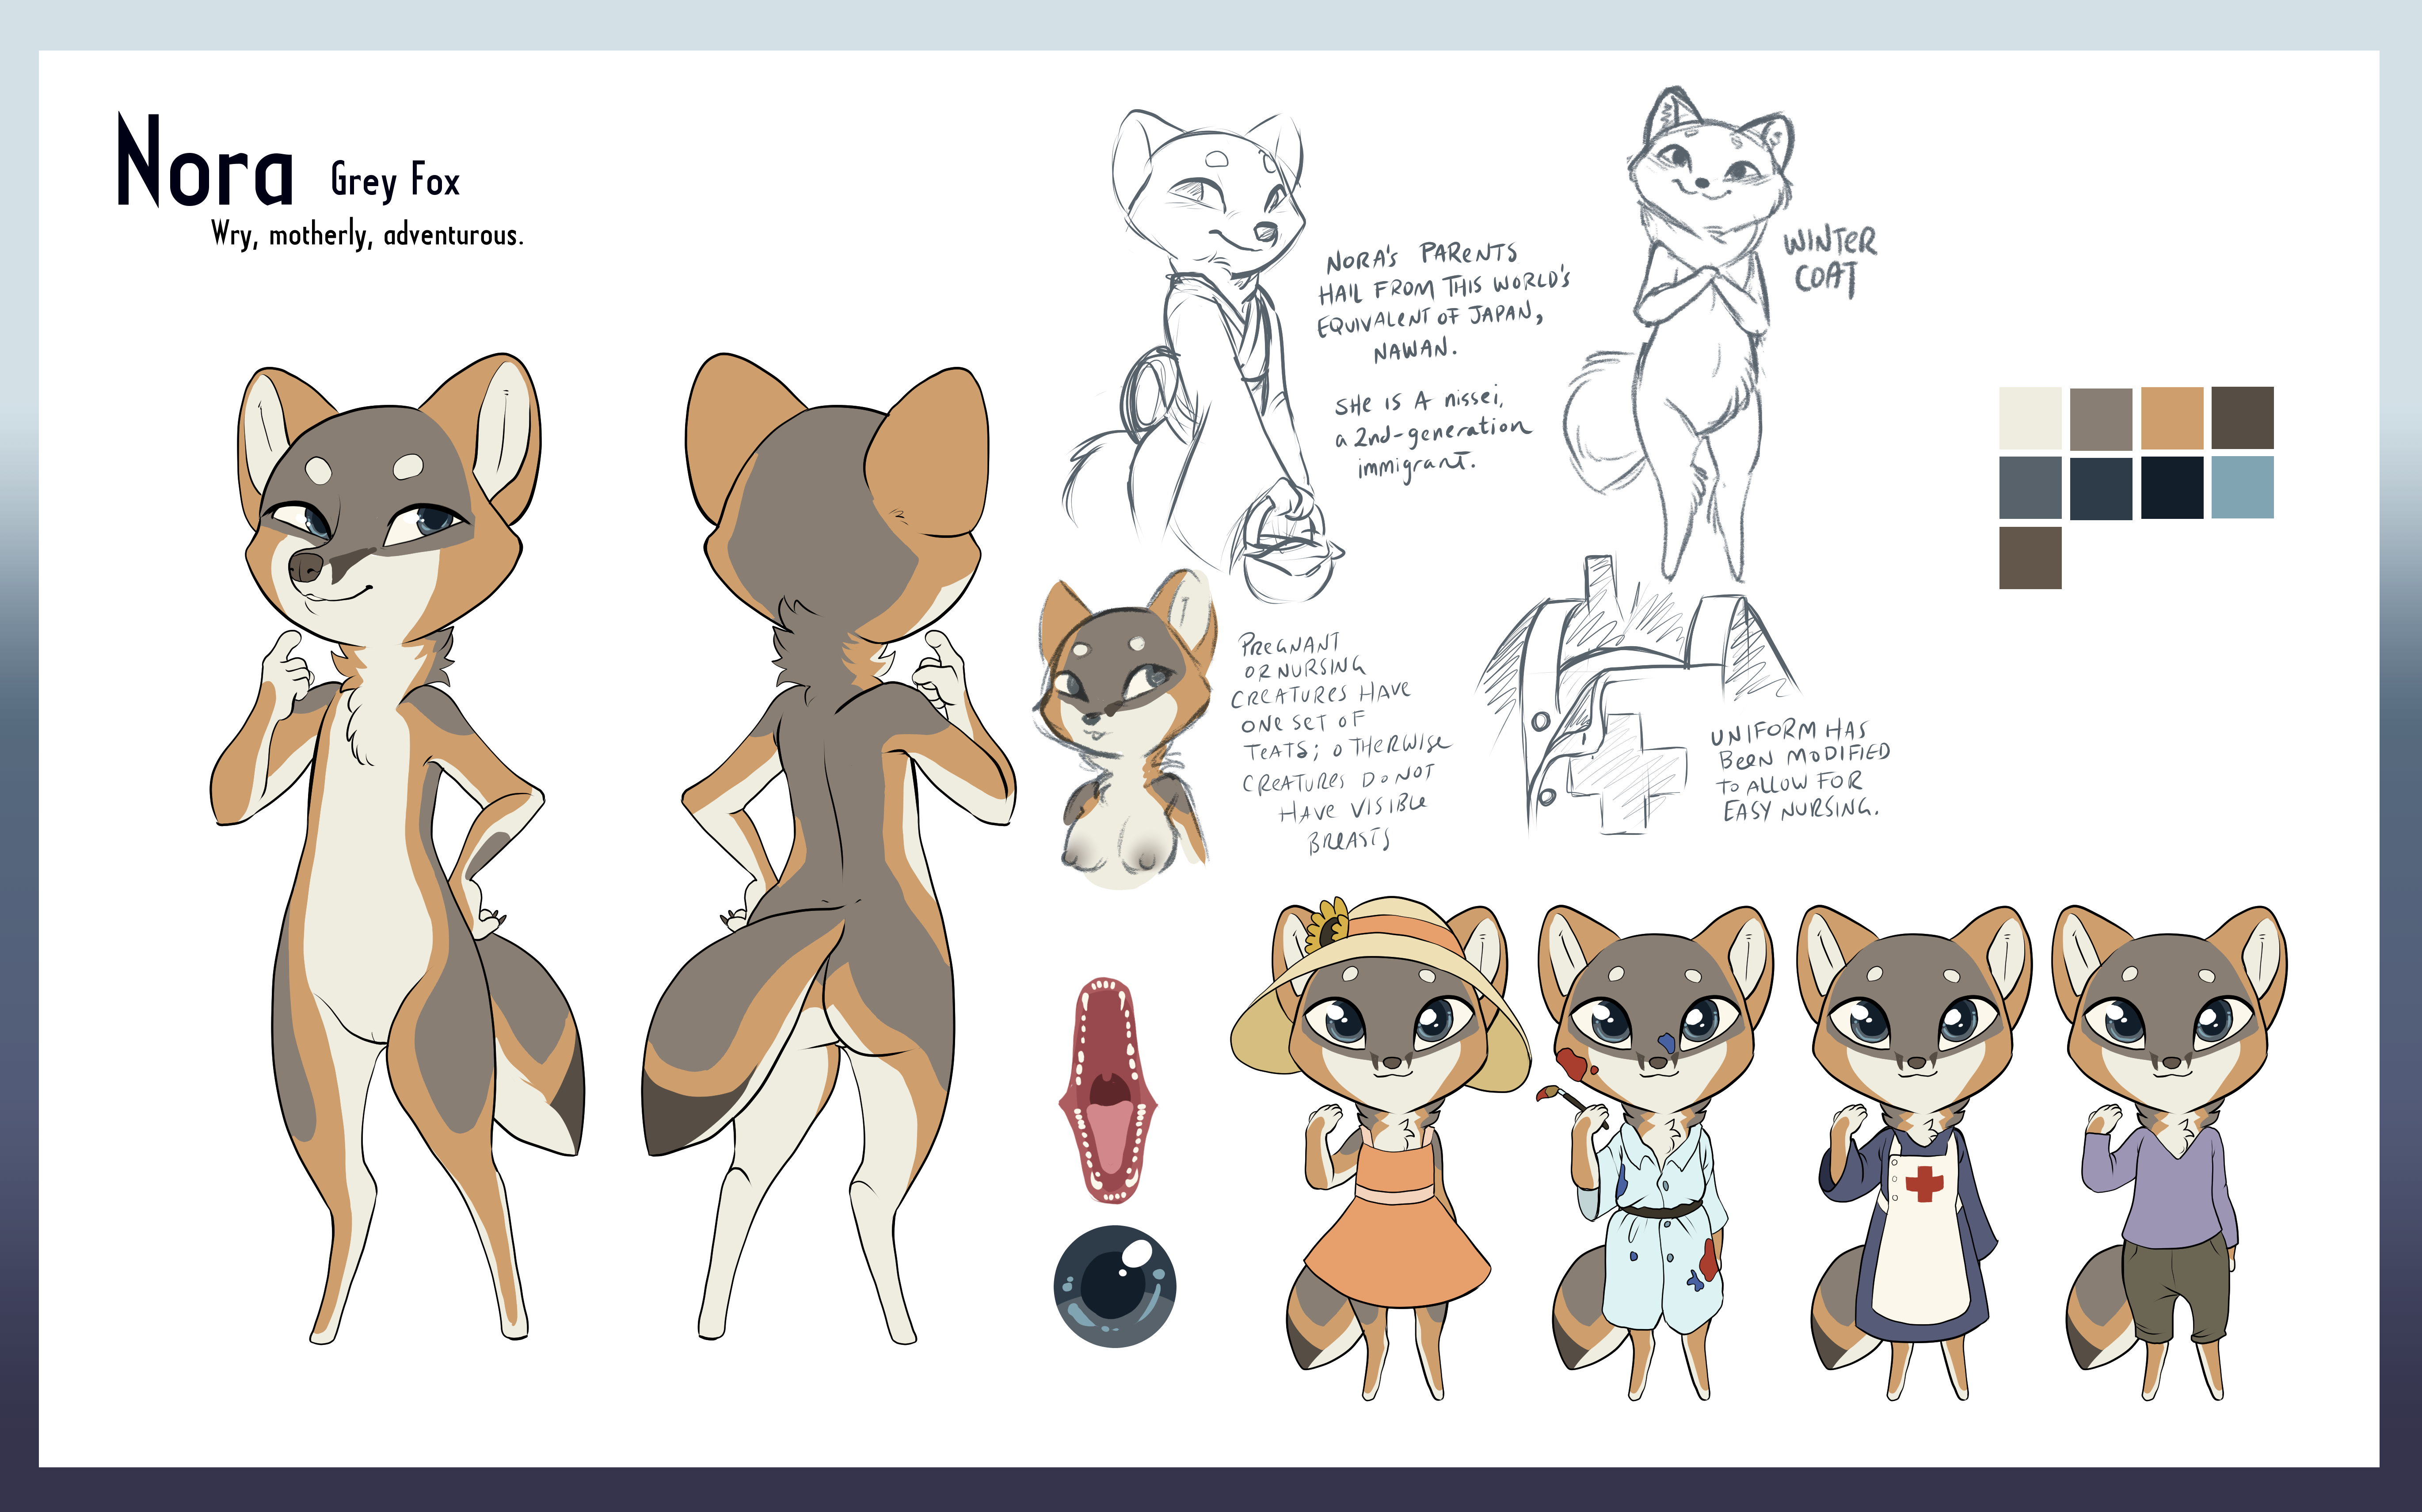 Nora Grey Fox
Wry, motherly, adventurous.
NORA'S PARENTS
HAIL FROM THIS WORLD'S
EQUIVALENT OF JAPAN,
NAWAN.
SHE IS A nissei,
a 2nd-generation
immigrant.
WINTER
COAT
PREGNANT
OR NURSING
CREATURES HAVE
ONE SET OF
TEATS; OTHERWISE
CREATURES DO NOT
HAVE VISIBLE
BREASTS
UNIFORM HAS
BEEN MODIFIED
TO ALLOW FOR
EASY NURSING.